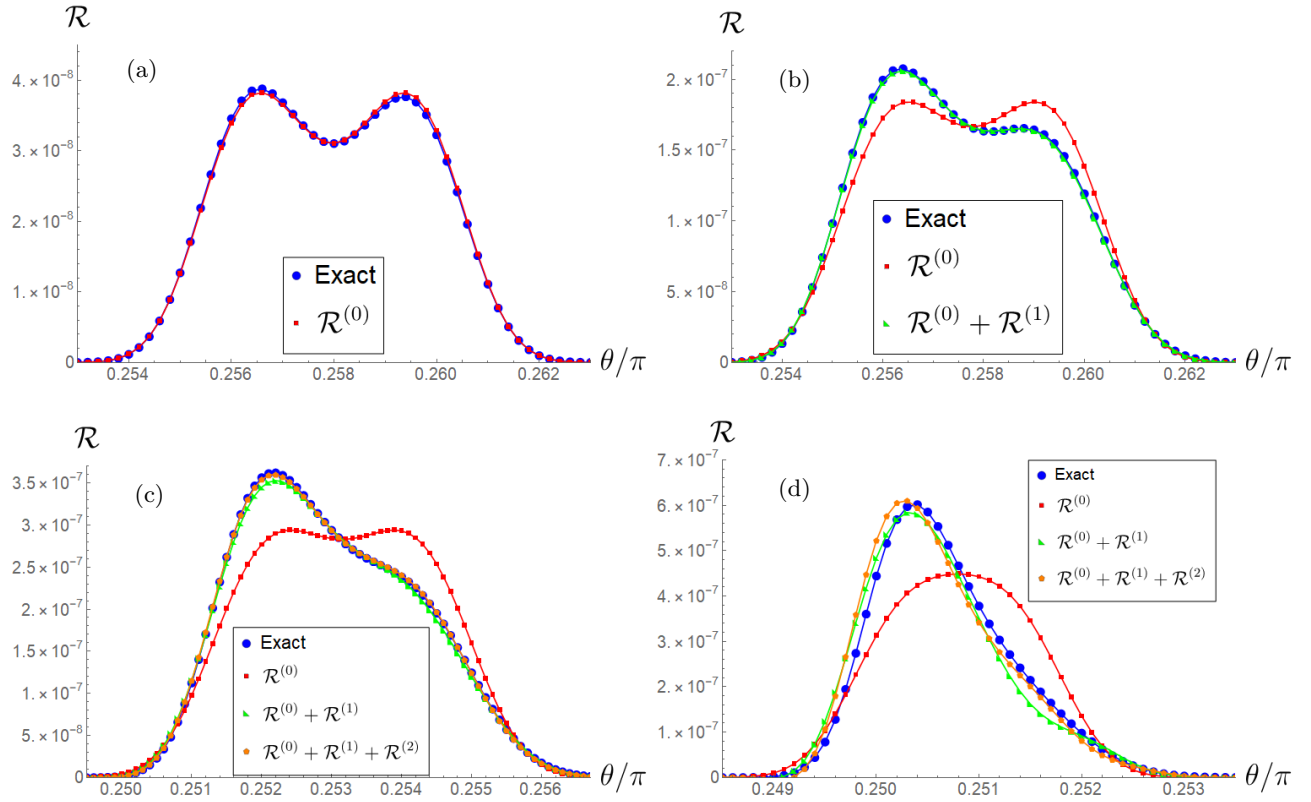 ℛ
(a)
4. × 10⁻⁸
3. × 10⁻⁸
2. × 10⁻⁸
1. × 10⁻⁸
0
0.254 0.256 0.258 0.260 0.262
θ/π
Exact
ℛ⁽⁰⁾
ℛ
(b)
2. × 10⁻⁷
1.5 × 10⁻⁷
1. × 10⁻⁷
5. × 10⁻⁸
0
0.254 0.256 0.258 0.260 0.262
θ/π
Exact
ℛ⁽⁰⁾
ℛ⁽⁰⁾ + ℛ⁽¹⁾
ℛ
(c)
3.5 × 10⁻⁷
3. × 10⁻⁷
2.5 × 10⁻⁷
2. × 10⁻⁷
1.5 × 10⁻⁷
1. × 10⁻⁷
5. × 10⁻⁸
0
0.250 0.251 0.252 0.253 0.254 0.255 0.256
θ/π
Exact
ℛ⁽⁰⁾
ℛ⁽⁰⁾ + ℛ⁽¹⁾
ℛ⁽⁰⁾ + ℛ⁽¹⁾ + ℛ⁽²⁾
ℛ
(d)
7. × 10⁻⁷
6. × 10⁻⁷
5. × 10⁻⁷
4. × 10⁻⁷
3. × 10⁻⁷
2. × 10⁻⁷
1. × 10⁻⁷
0
0.249 0.250 0.251 0.252 0.253
θ/π
Exact
ℛ⁽⁰⁾
ℛ⁽⁰⁾ + ℛ⁽¹⁾
ℛ⁽⁰⁾ + ℛ⁽¹⁾ + ℛ⁽²⁾